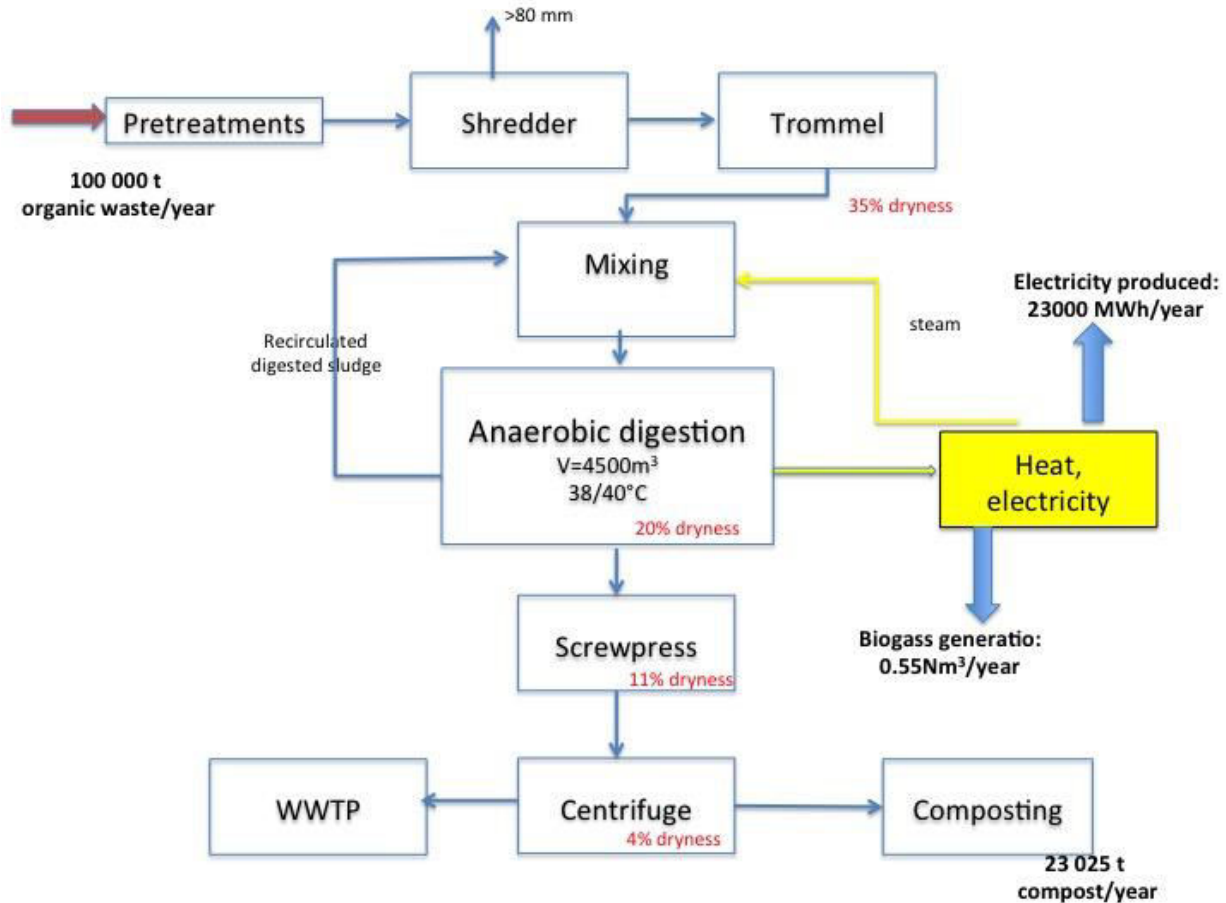 >80 mm
Pretreatments
Shredder
Trommel
100 000 t
organic waste/year
35% dryness
Mixing
Electricity produced:
23000 MWh/year
steam
Recirculated
digested sludge
Anaerobic digestion
V=4500m³
38/40°C
20% dryness
Heat,
electricity
Screwpress
11% dryness
Biogass generatio:
0.55Nm³/year
WWTP
Centrifuge
4% dryness
Composting
23 025 t
compost/year